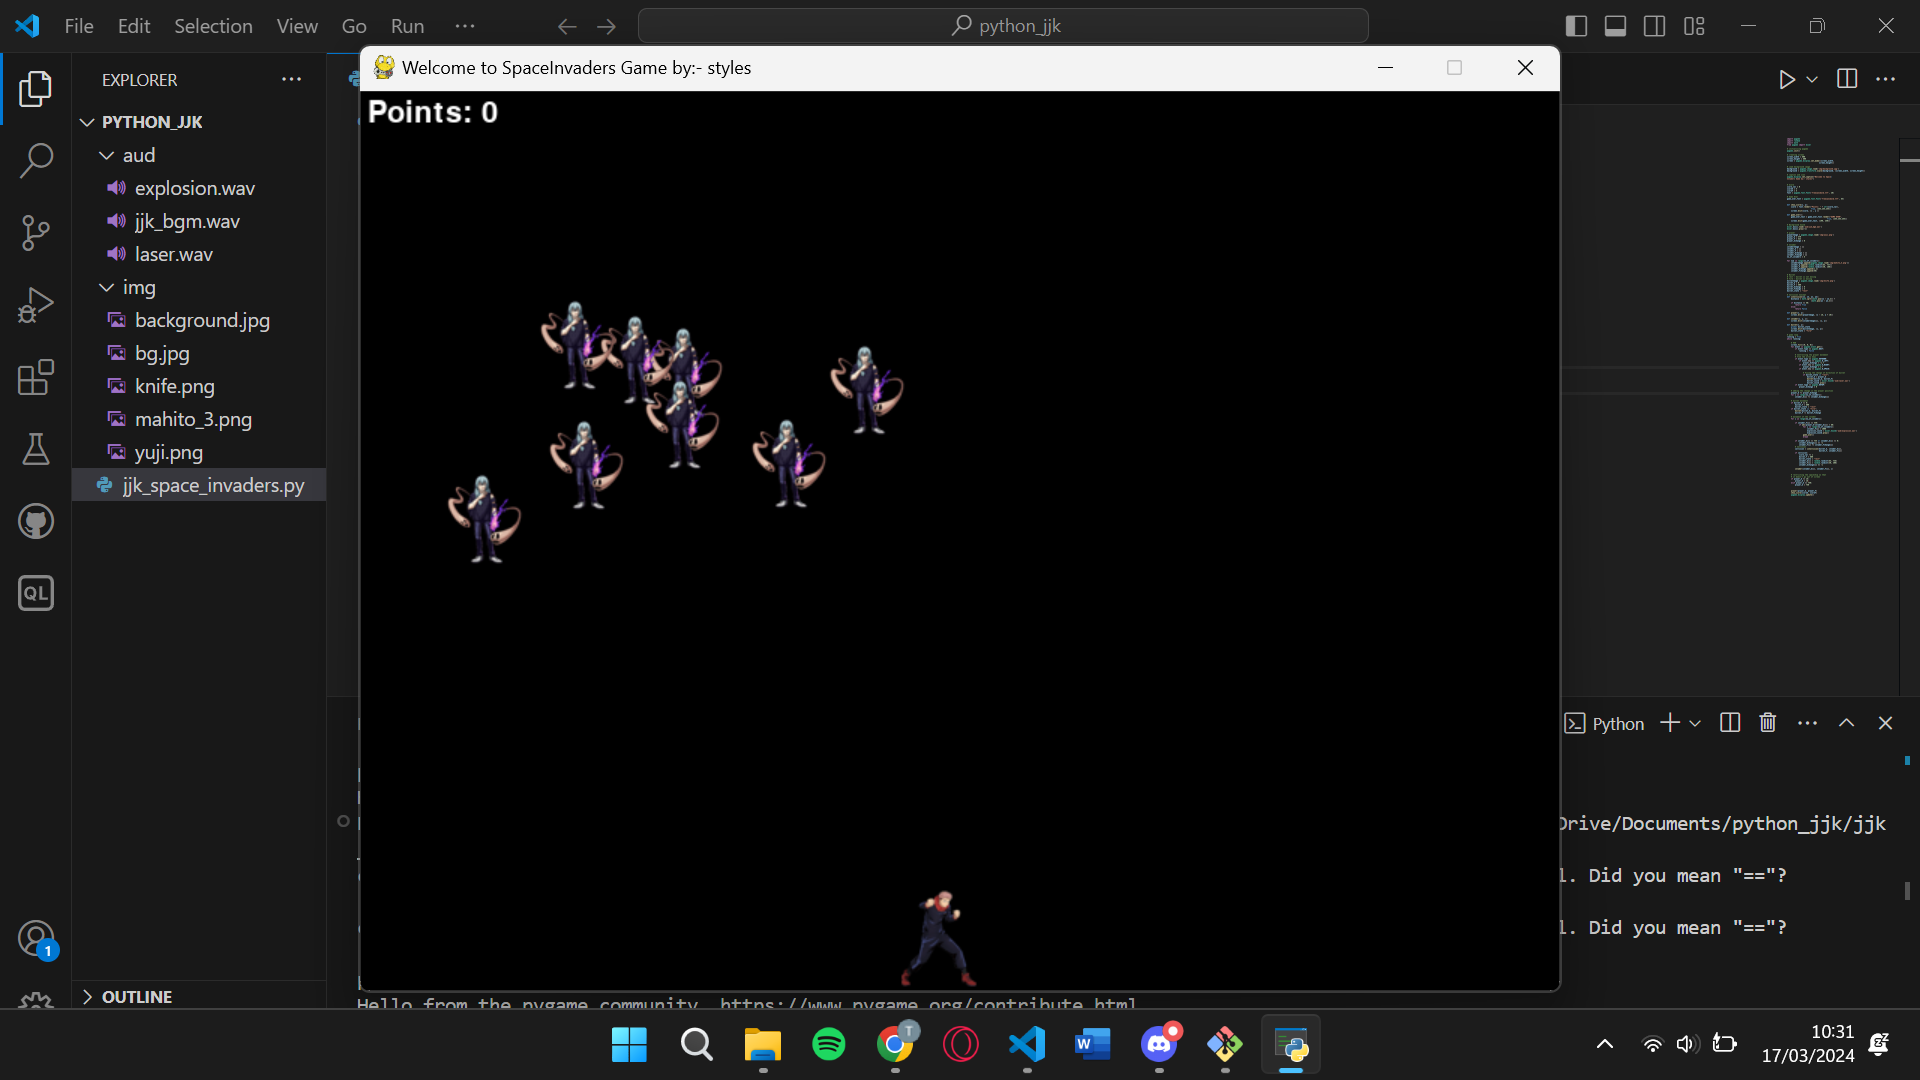 File Edit Selection View Go Run ···
python_jjk
EXPLORER
Welcome to SpaceInvaders Game by:- styles
Points: 0
PYTHON_JJK
aud
explosion.wav
jjk_bgm.wav
laser.wav
img
background.jpg
bg.jpg
knife.png
mahito_3.png
yuji.png
jjk_space_invaders.py
QL
Python
Drive/Documents/python_jjk/jjk
. Did you mean "=="?
. Did you mean "=="?
1
OUTLINE
Hello from the pygame community. https://www.pygame.org/contribute.html
T
W
10:31
17/03/2024